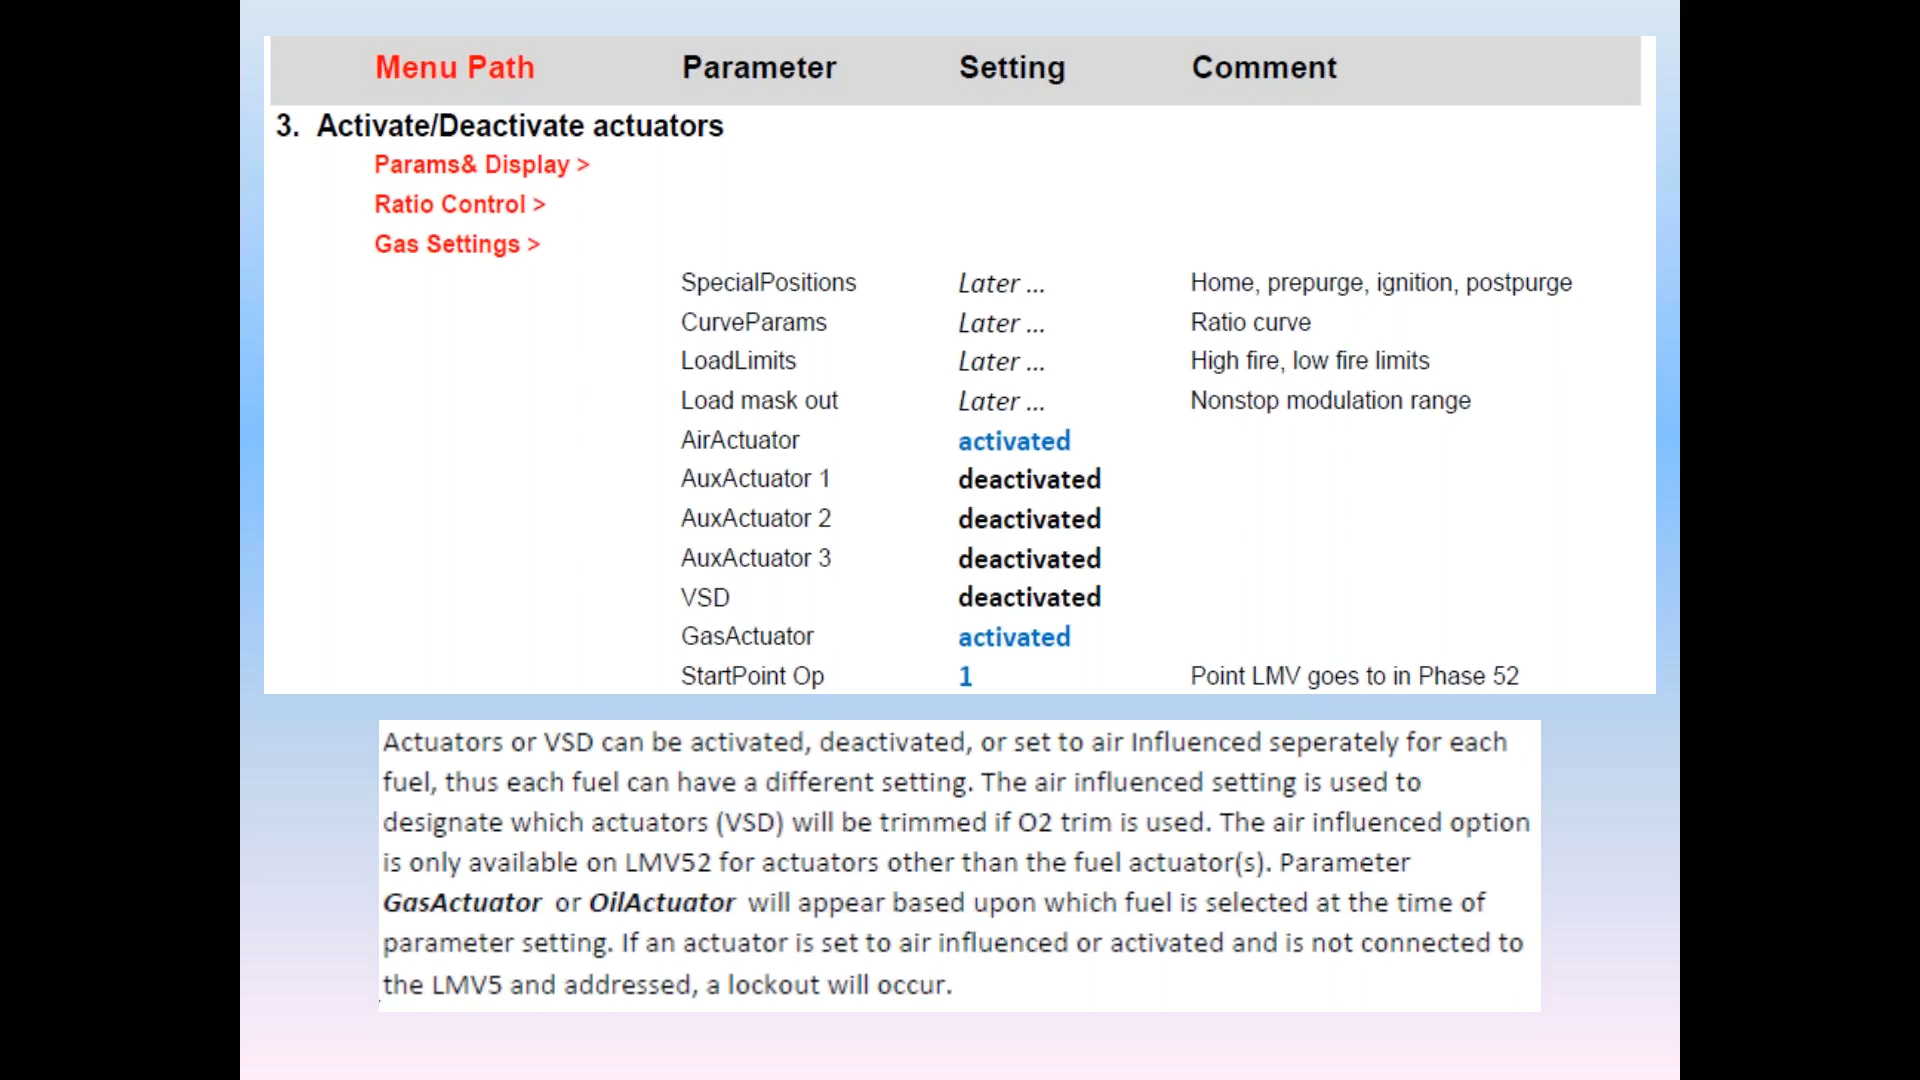 Menu Path Parameter Setting Comment
3. Activate/Deactivate actuators
Params& Display >
Ratio Control >
Gas Settings >
SpecialPositions Later ... Home, prepurge, ignition, postpurge
CurveParams Later ... Ratio curve
LoadLimits Later ... High fire, low fire limits
Load mask out Later ... Nonstop modulation range
AirActuator activated
AuxActuator 1 deactivated
AuxActuator 2 deactivated
AuxActuator 3 deactivated
VSD deactivated
GasActuator activated
StartPoint Op 1 Point LMV goes to in Phase 52
Actuators or VSD can be activated, deactivated, or set to air Influenced seperately for each
fuel, thus each fuel can have a different setting. The air influenced setting is used to
designate which actuators (VSD) will be trimmed if O2 trim is used. The air influenced option
is only available on LMV52 for actuators other than the fuel actuator(s). Parameter
GasActuator or OilActuator will appear based upon which fuel is selected at the time of
parameter setting. If an actuator is set to air influenced or activated and is not connected to
the LMV5 and addressed, a lockout will occur.